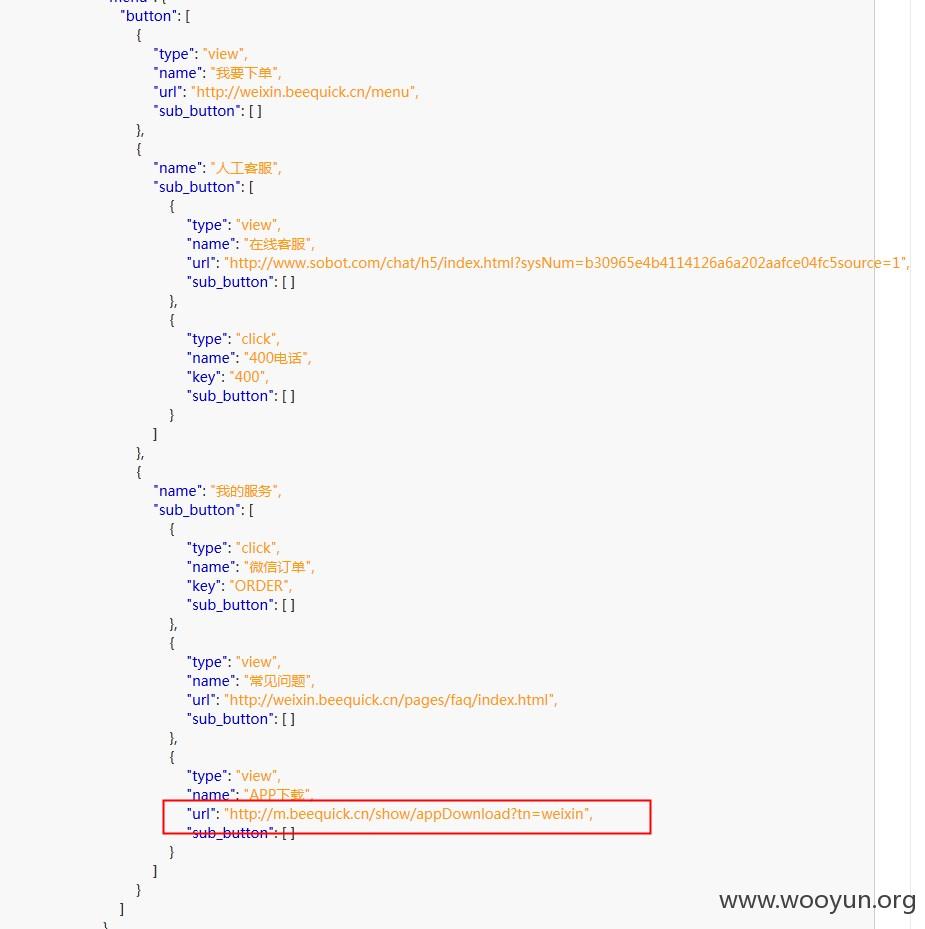 "menu": {
"button": [
{
"type": "view",
"name": "我要下单",
"url": "http://weixin.beequick.cn/menu",
"sub_button": [ ]
},
{
"name": "人工客服",
"sub_button": [
{
"type": "view",
"name": "在线客服",
"url": "http://www.sobot.com/chat/h5/index.html?sysNum=b30965e4b4114126a6a202aafce04fc5source=1",
"sub_button": [ ]
},
{
"type": "click",
"name": "400电话",
"key": "400",
"sub_button": [ ]
}
]
},
{
"name": "我的服务",
"sub_button": [
{
"type": "click",
"name": "微信订单",
"key": "ORDER",
"sub_button": [ ]
},
{
"type": "view",
"name": "常见问题",
"url": "http://weixin.beequick.cn/pages/faq/index.html",
"sub_button": [ ]
},
{
"type": "view",
"name": "APP下载",
"url": "http://m.beequick.cn/show/appDownload?tn=weixin",
"sub_button": [ ]
}
]
}
]
}
www.wooyun.org